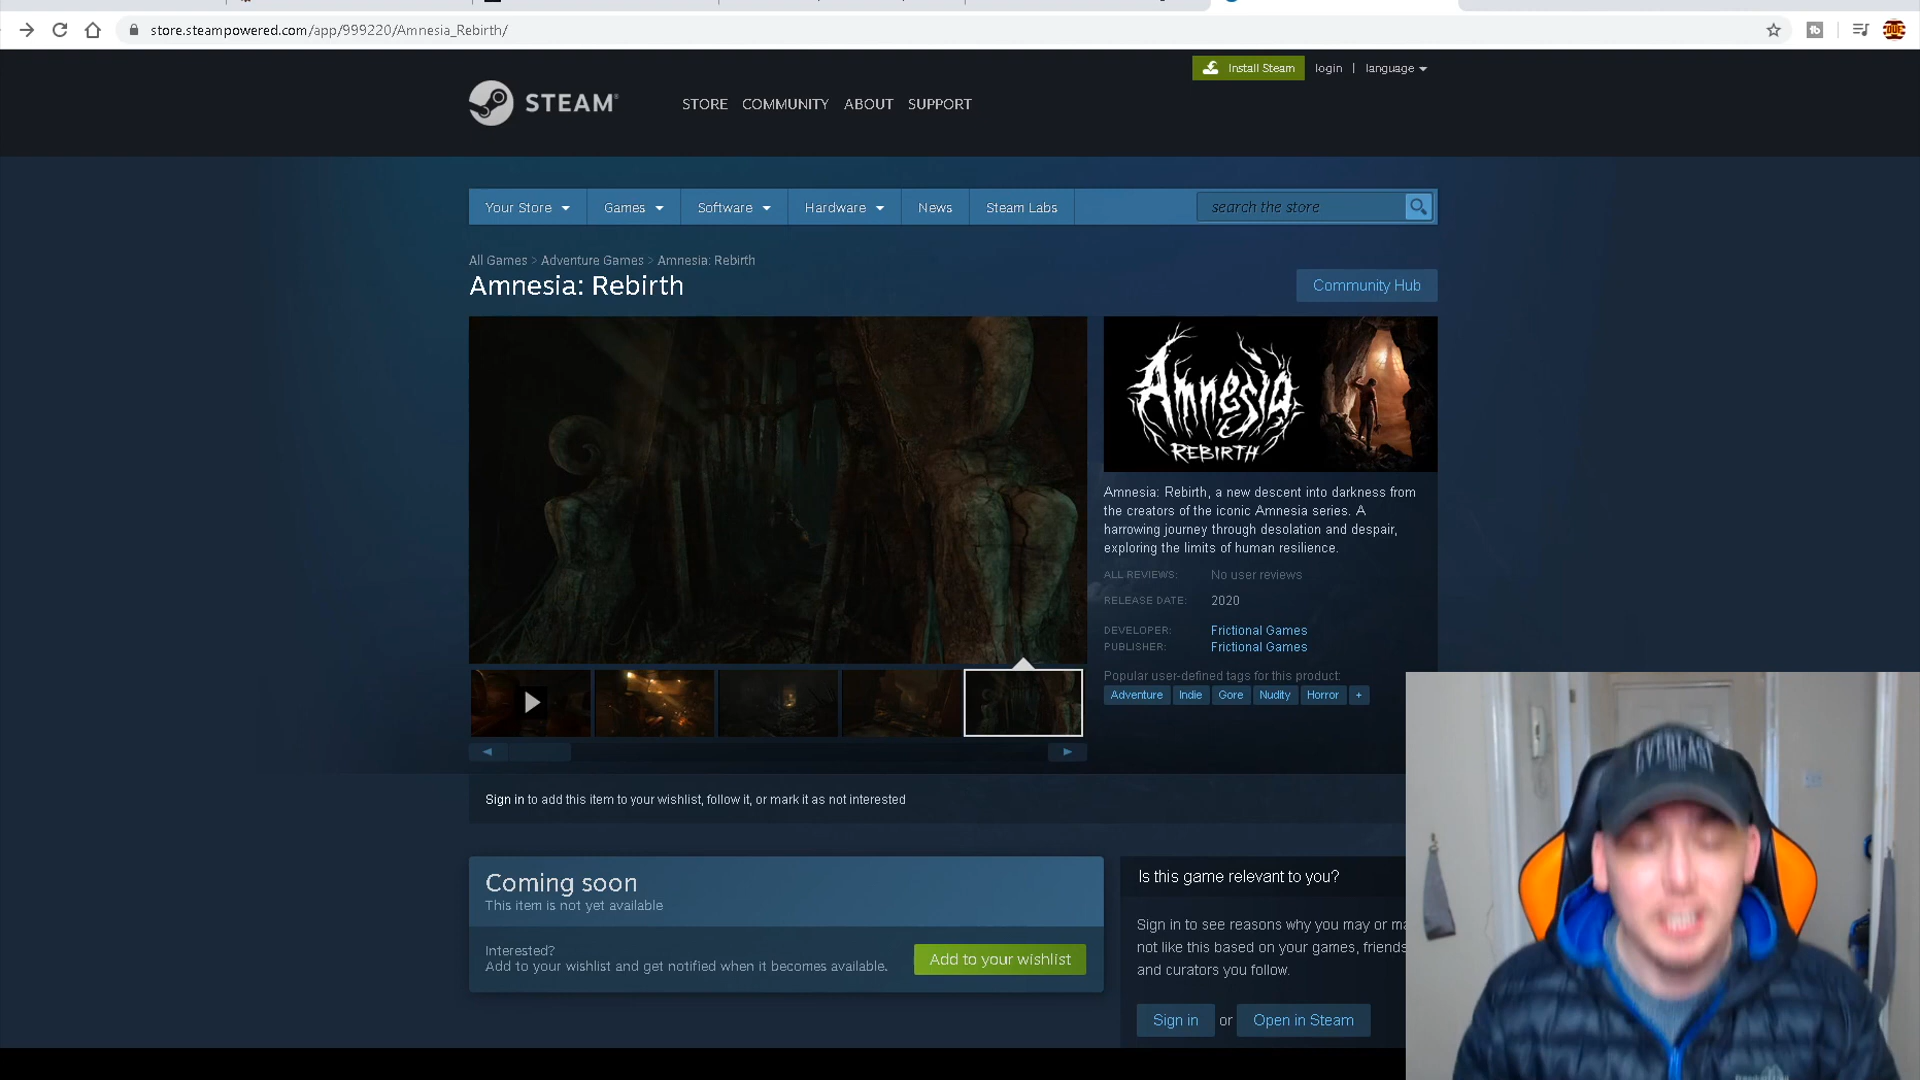 store.steampowered.com/app/999220/Amnesia_Rebirth/
Install Steam
login | language
STEAM
STORE COMMUNITY ABOUT SUPPORT
Your Store Games Software Hardware News Steam Labs
search the store
All Games > Adventure Games > Amnesia: Rebirth
Amnesia: Rebirth
Community Hub
Amnesia
REBIRTH
Amnesia: Rebirth, a new descent into darkness from
the creators of the iconic Amnesia series. A
harrowing journey through desolation and despair,
exploring the limits of human resilience.
ALL REVIEWS: No user reviews
RELEASE DATE: 2020
DEVELOPER: Frictional Games
PUBLISHER: Frictional Games
Popular user-defined tags for this product:
Adventure Indie Gore Nudity Horror +
Sign in to add this item to your wishlist, follow it, or mark it as not interested
Coming soon
This item is not yet available
Interested?
Add to your wishlist and get notified when it becomes available.
Add to your wishlist
Is this game relevant to you?
Sign in to see reasons why you may or ma
not like this based on your games, friends
and curators you follow.
Sign in or Open in Steam
EVERLAST